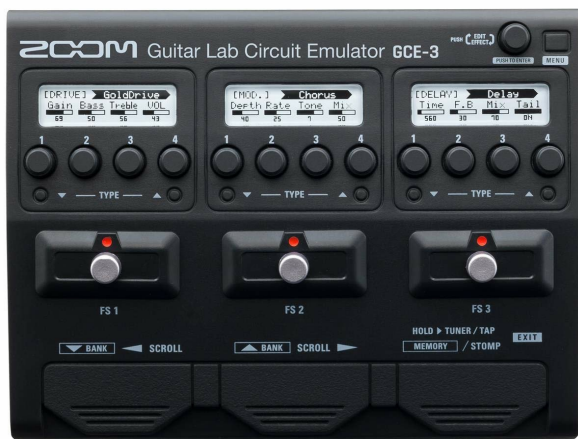 PUSH EDIT EFFECT
ZOOM Guitar Lab Circuit Emulator GCE-3
PUSH TO ENTER MENU
[DRIVE] GoldDrive
Gain Bass Treble VOL
69 50 56 43
[MOD.] Chorus
Depth Rate Tone Mix
40 25 7 50
[DELAY] Delay
Time F.B Mix Tail
560 30 70 ON
1 2 3 4
1 2 3 4
1 2 3 4
▼ — TYPE — ▲
▼ — TYPE — ▲
▼ — TYPE — ▲
FS 1
FS 2
FS 3
▼ BANK ◄ SCROLL
▲ BANK SCROLL ►
HOLD ▶ TUNER / TAP
MEMORY / STOMP
EXIT